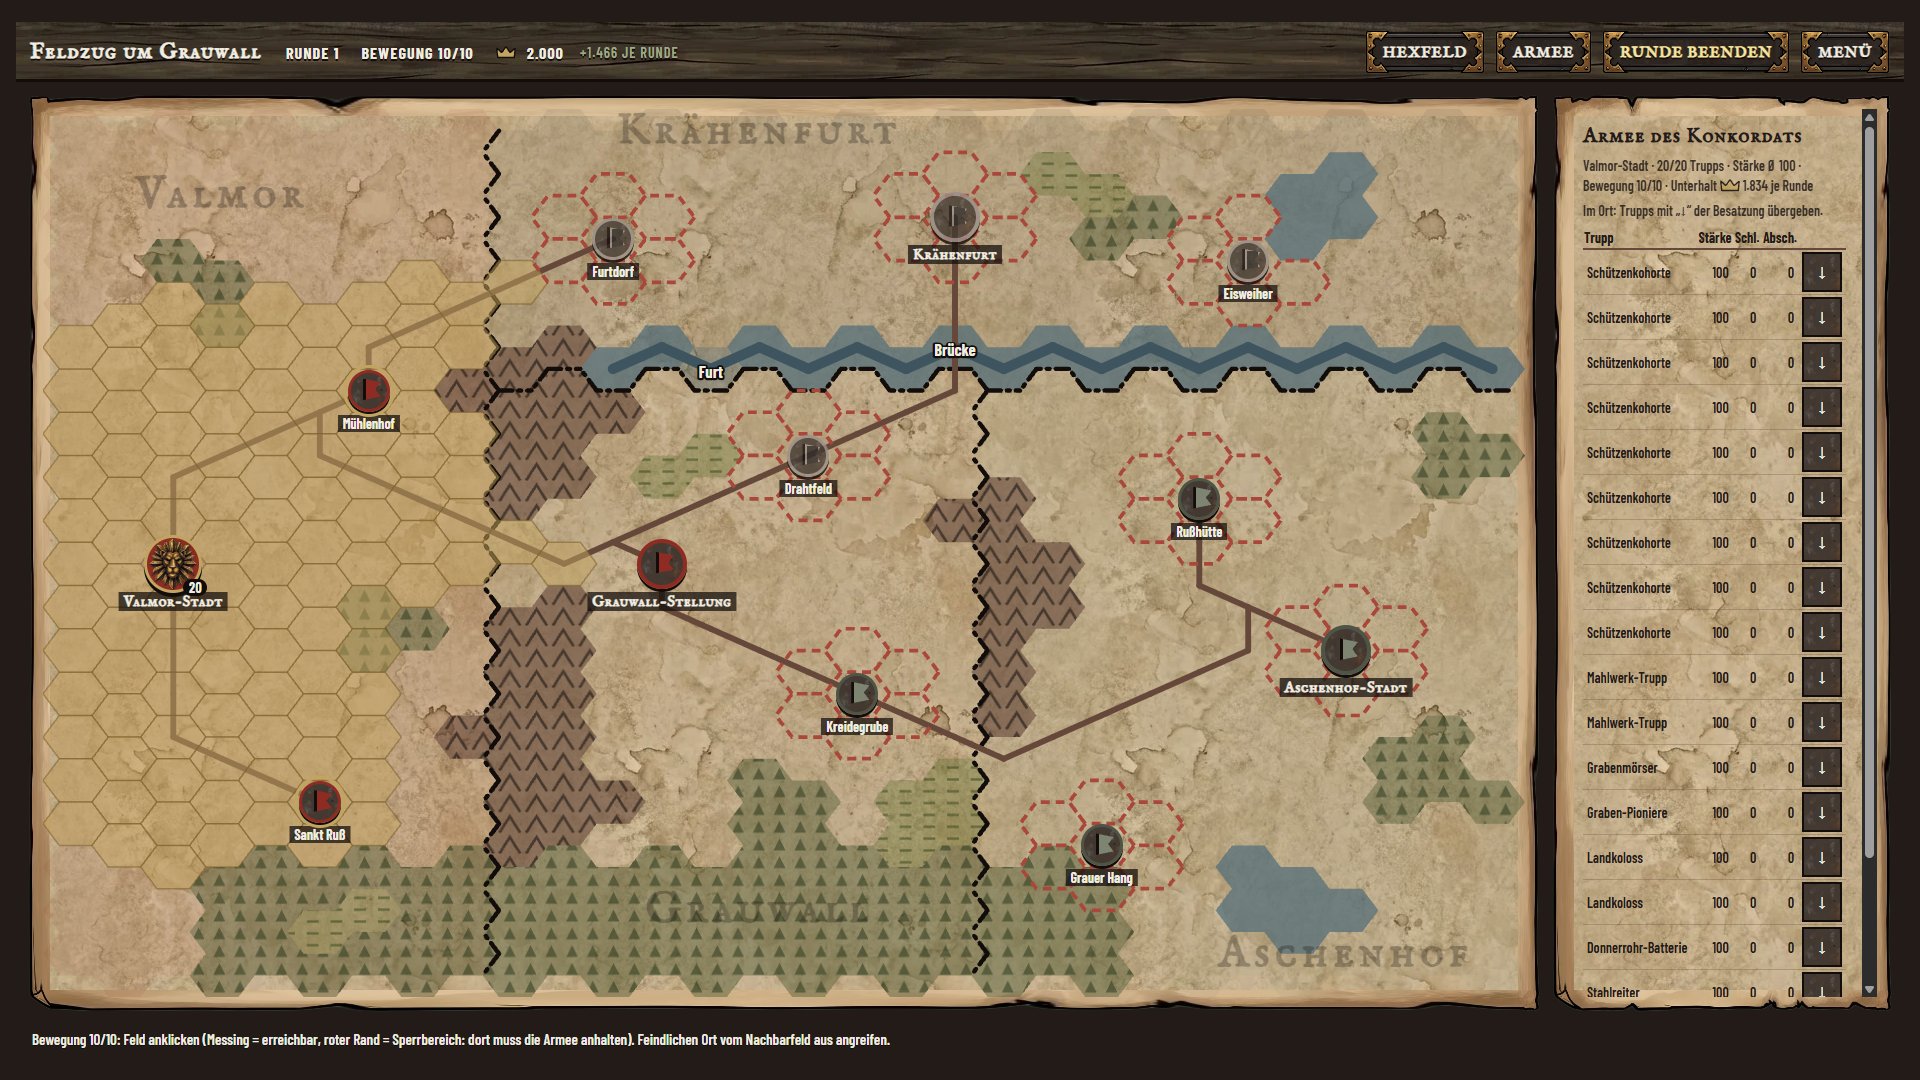 Feldzug um Grauwall RUNDE 1 BEWEGUNG 10/10 2.000 +1.466 JE RUNDE
HEXFELD ARMEE RUNDE BEENDEN MENÜ
Krähenfurt
Valmor
Furtdorf
Krähenfurt
Eisweiher
Brücke
Furt
Mühlenhof
Drahtfeld
Rußhütte
20
Valmor-Stadt
Grauwall-Stellung
Aschenhof-Stadt
Kreidegrube
Sankt Ruß
Grauer Hang
Grauwall
Aschenhof
Armee des Konkordats
Valmor-Stadt · 20/20 Trupps · Stärke Ø 100 ·
Bewegung 10/10 · Unterhalt 1.834 je Runde
Im Ort: Trupps mit „↓“ der Besatzung übergeben.
Trupp Stärke Schl. Absch.
Schützenkohorte 100 0 0 ↓
Schützenkohorte 100 0 0 ↓
Schützenkohorte 100 0 0 ↓
Schützenkohorte 100 0 0 ↓
Schützenkohorte 100 0 0 ↓
Schützenkohorte 100 0 0 ↓
Schützenkohorte 100 0 0 ↓
Schützenkohorte 100 0 0 ↓
Schützenkohorte 100 0 0 ↓
Mahlwerk-Trupp 100 0 0 ↓
Mahlwerk-Trupp 100 0 0 ↓
Grabenmörser 100 0 0 ↓
Graben-Pioniere 100 0 0 ↓
Landkoloss 100 0 0 ↓
Landkoloss 100 0 0 ↓
Donnerrohr-Batterie 100 0 0 ↓
Stahlreiter 100 0 0 ↓
Bewegung 10/10: Feld anklicken (Messing = erreichbar, roter Rand = Sperrbereich: dort muss die Armee anhalten). Feindlichen Ort vom Nachbarfeld aus angreifen.